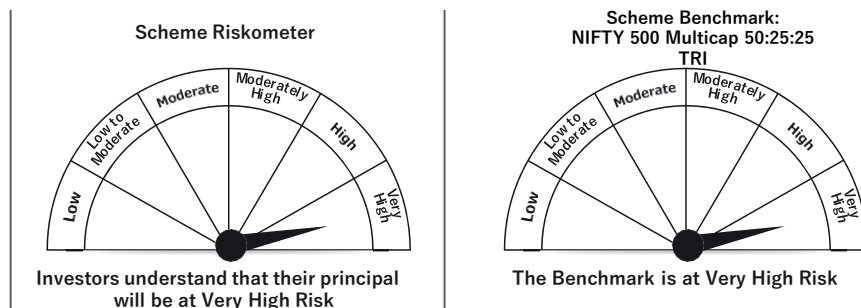 Scheme Riskometer
Low
Low to
Moderate
Moderate
Moderately
High
High
Very
High
Investors understand that their principal
will be at Very High Risk
Scheme Benchmark:
NIFTY 500 Multicap 50:25:25
TRI
Low
Low to
Moderate
Moderate
Moderately
High
High
Very
High
The Benchmark is at Very High Risk